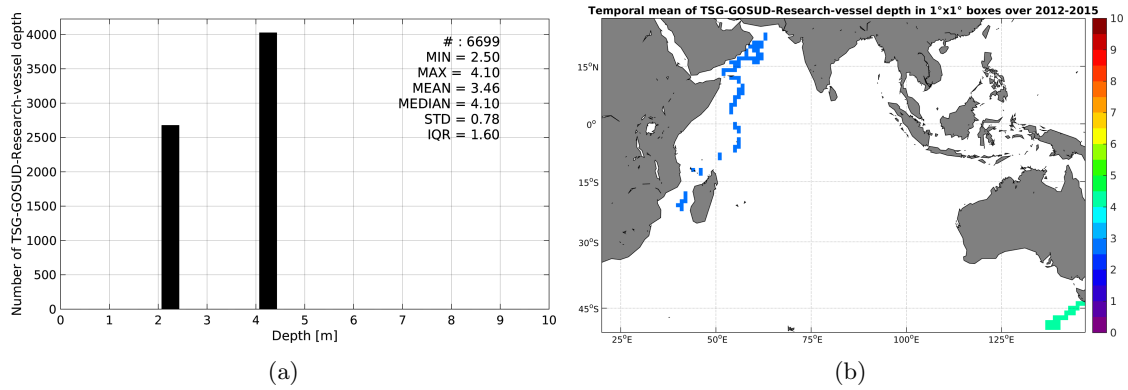 Number of TSG-GOSUD-Research-vessel depth
4000
3500
3000
2500
2000
1500
1000
500
0
# : 6699
MIN = 2.50
MAX = 4.10
MEAN = 3.46
MEDIAN = 4.10
STD = 0.78
IQR = 1.60
0 1 2 3 4 5 6 7 8 9 10
Depth [m]
(a)
Temporal mean of TSG-GOSUD-Research-vessel depth in 1°x1° boxes over 2012-2015
15°N
0°
15°S
30°S
45°S
25°E 50°E 75°E 100°E 125°E
10
9
8
7
6
5
4
3
2
1
0
(b)